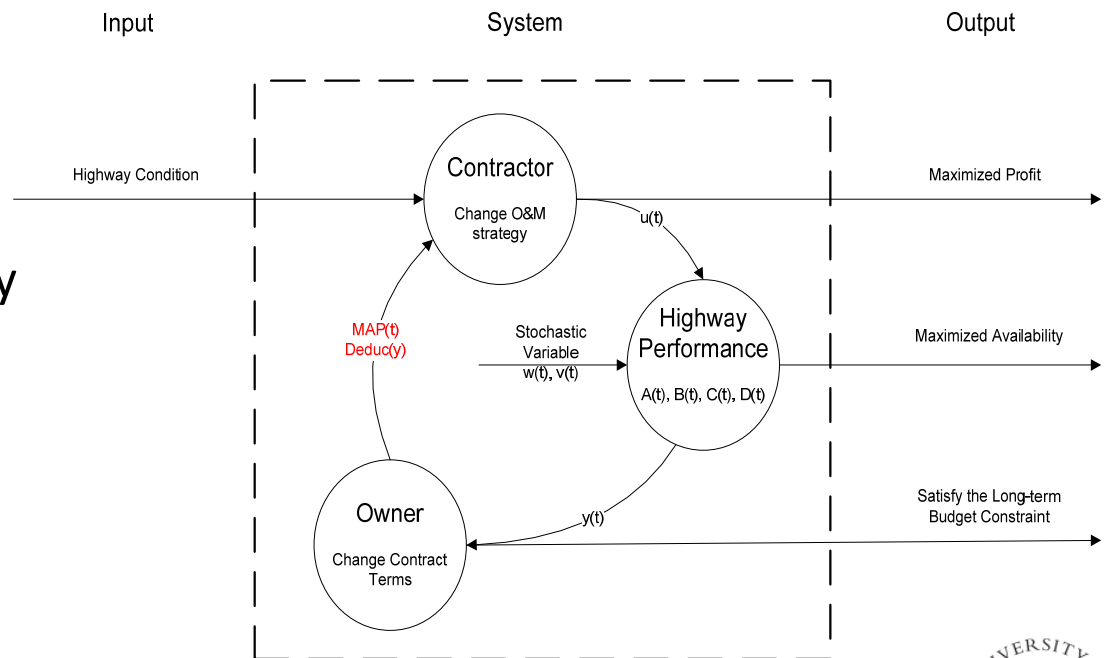 Input
System
Output
Highway Condition
Contractor
Change O&M
strategy
Maximized Profit
u(t)
y
MAP(t)
Deduc(y)
Stochastic
Variable
w(t), v(t)
Highway
Performance
A(t), B(t), C(t), D(t)
Maximized Availability
Owner
Change Contract
Terms
y(t)
Satisfy the Long-term
Budget Constraint
VERSITY